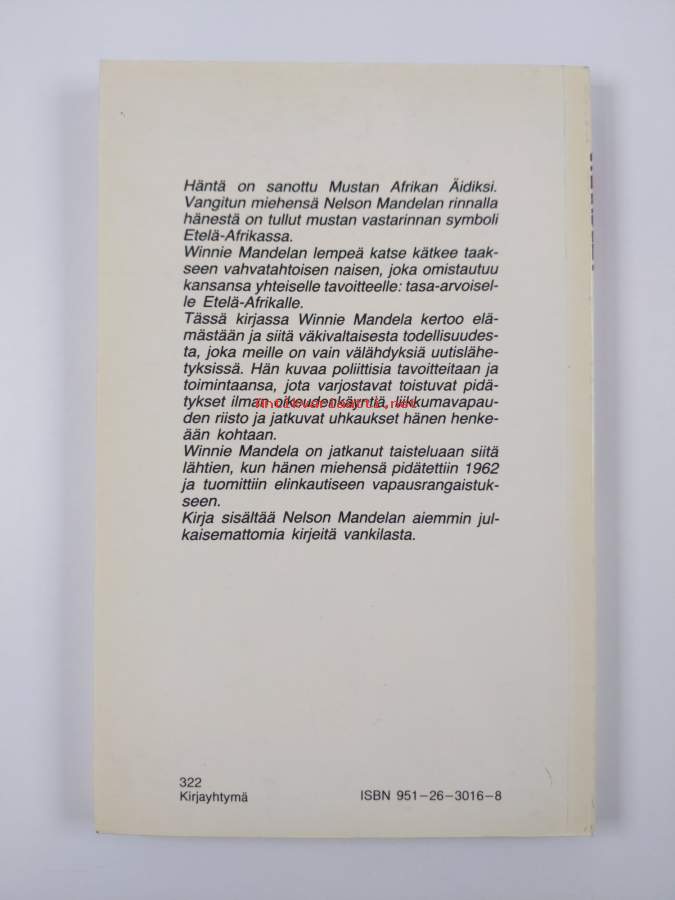 Häntä on sanottu Mustan Afrikan Äidiksi.
Vangitun miehensä Nelson Mandelan rinnalla
hänestä on tullut mustan vastarinnan symboli
Etelä-Afrikassa.
Winnie Mandelan lempeä katse kätkee taak-
seen vahvatahtoisen naisen, joka omistautuu
kansansa yhteiselle tavoitteelle: tasa-arvoisel-
le Etelä-Afrikalle.
Tässä kirjassa Winnie Mandela kertoo elä-
mästään ja siitä väkivaltaisesta todellisuudes-
ta, joka meille on vain välähdyksiä uutislähe-
tyksissä. Hän kuvaa poliittisia tavoitteitaan ja
toimintaansa, jota varjostavat toistuvat pidä-
tykset ilman oikeudenkäyntiä, liikkumavapau-
den riisto ja jatkuvat uhkaukset hänen henke-
ään kohtaan.
Winnie Mandela on jatkanut taisteluaan siitä
lähtien, kun hänen miehensä pidätettiin 1962
ja tuomittiin elinkautiseen vapausrangaistuk-
seen.
Kirja sisältää Nelson Mandelan aiemmin jul-
kaisemattomia kirjeitä vankilasta.
322
Kirjayhtymä
ISBN 951-26-3016-8